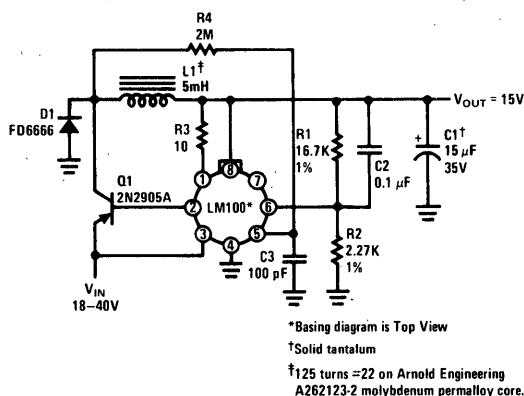 R4
2M
L1‡
5mH
D1
FD6666
R3
10
VOUT = 15V
R1
16.7K
1%
C1†
15 µF
35V
+
C2
0.1 µF
Q1
2N2905A
1
8
7
2
LM100*
6
3
4
5
R2
2.27K
1%
C3
100 pF
VIN
18–40V
*Basing diagram is Top View
†Solid tantalum
‡125 turns =22 on Arnold Engineering
A262123-2 molybdenum permalloy core.